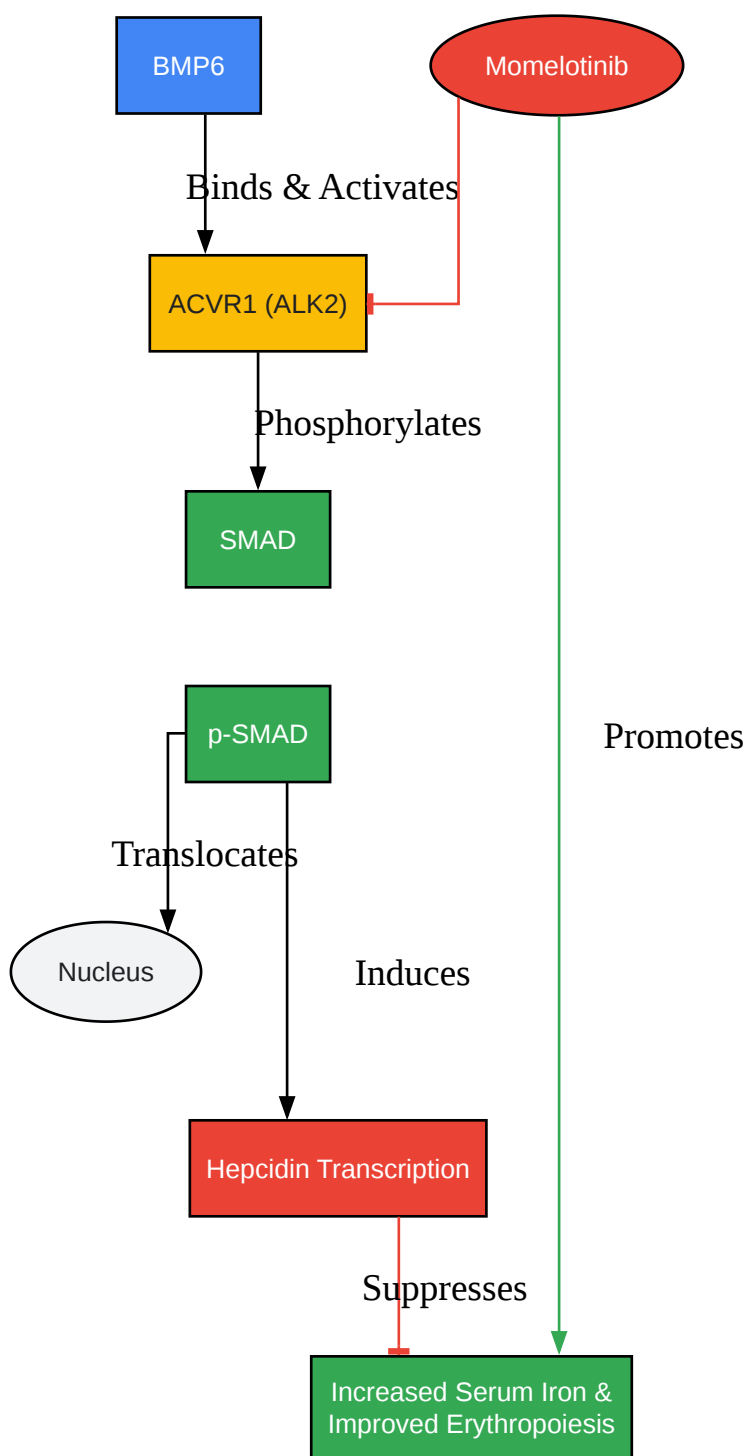 BMP6
Momelotinib
Binds & Activates
ACVR1 (ALK2)
Phosphorylates
SMAD
p-SMAD
Promotes
Translocates
Nucleus
Induces
Hepcidin Transcription
Suppresses
Increased Serum Iron &
Improved Erythropoiesis